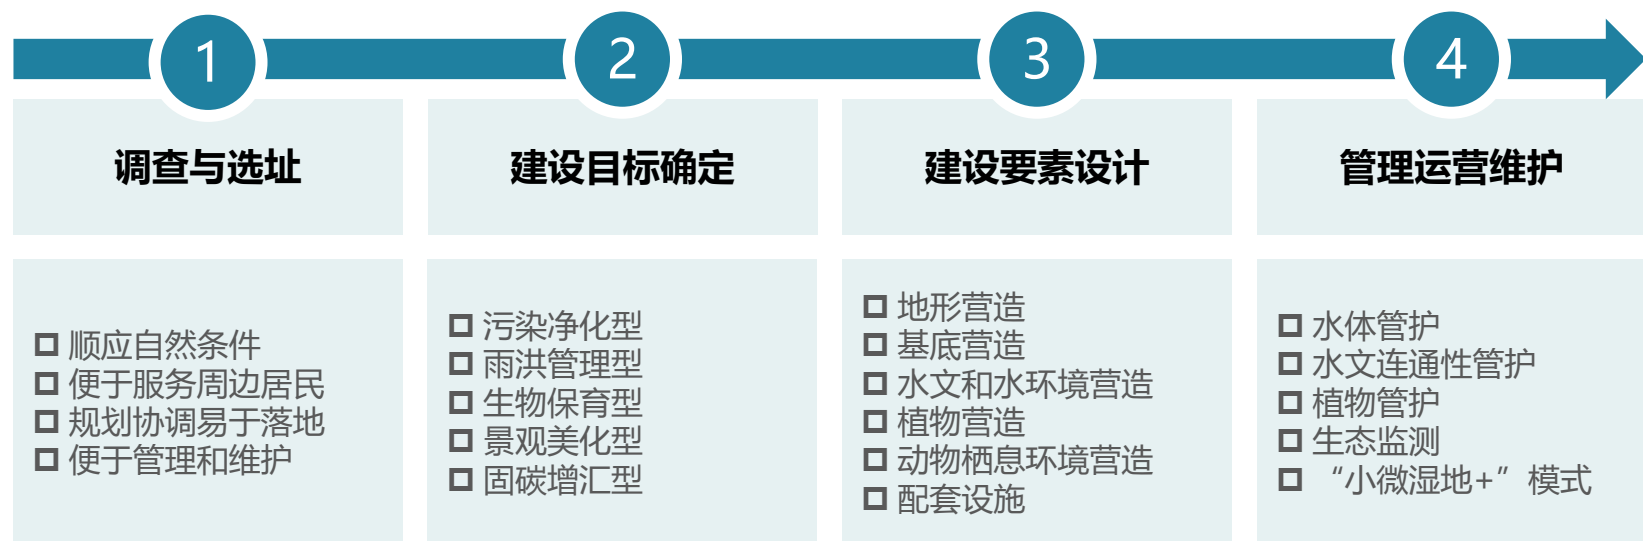 1
2
3
4
调查与选址
建设目标确定
建设要素设计
管理运营维护
顺应自然条件
便于服务周边居民
规划协调易于落地
便于管理和维护
污染净化型
雨洪管理型
生物保育型
景观美化型
固碳增汇型
地形营造
基底营造
水文和水环境营造
植物营造
动物栖息环境营造
配套设施
水体管护
水文连通性管护
植物管护
生态监测
“小微湿地+”模式